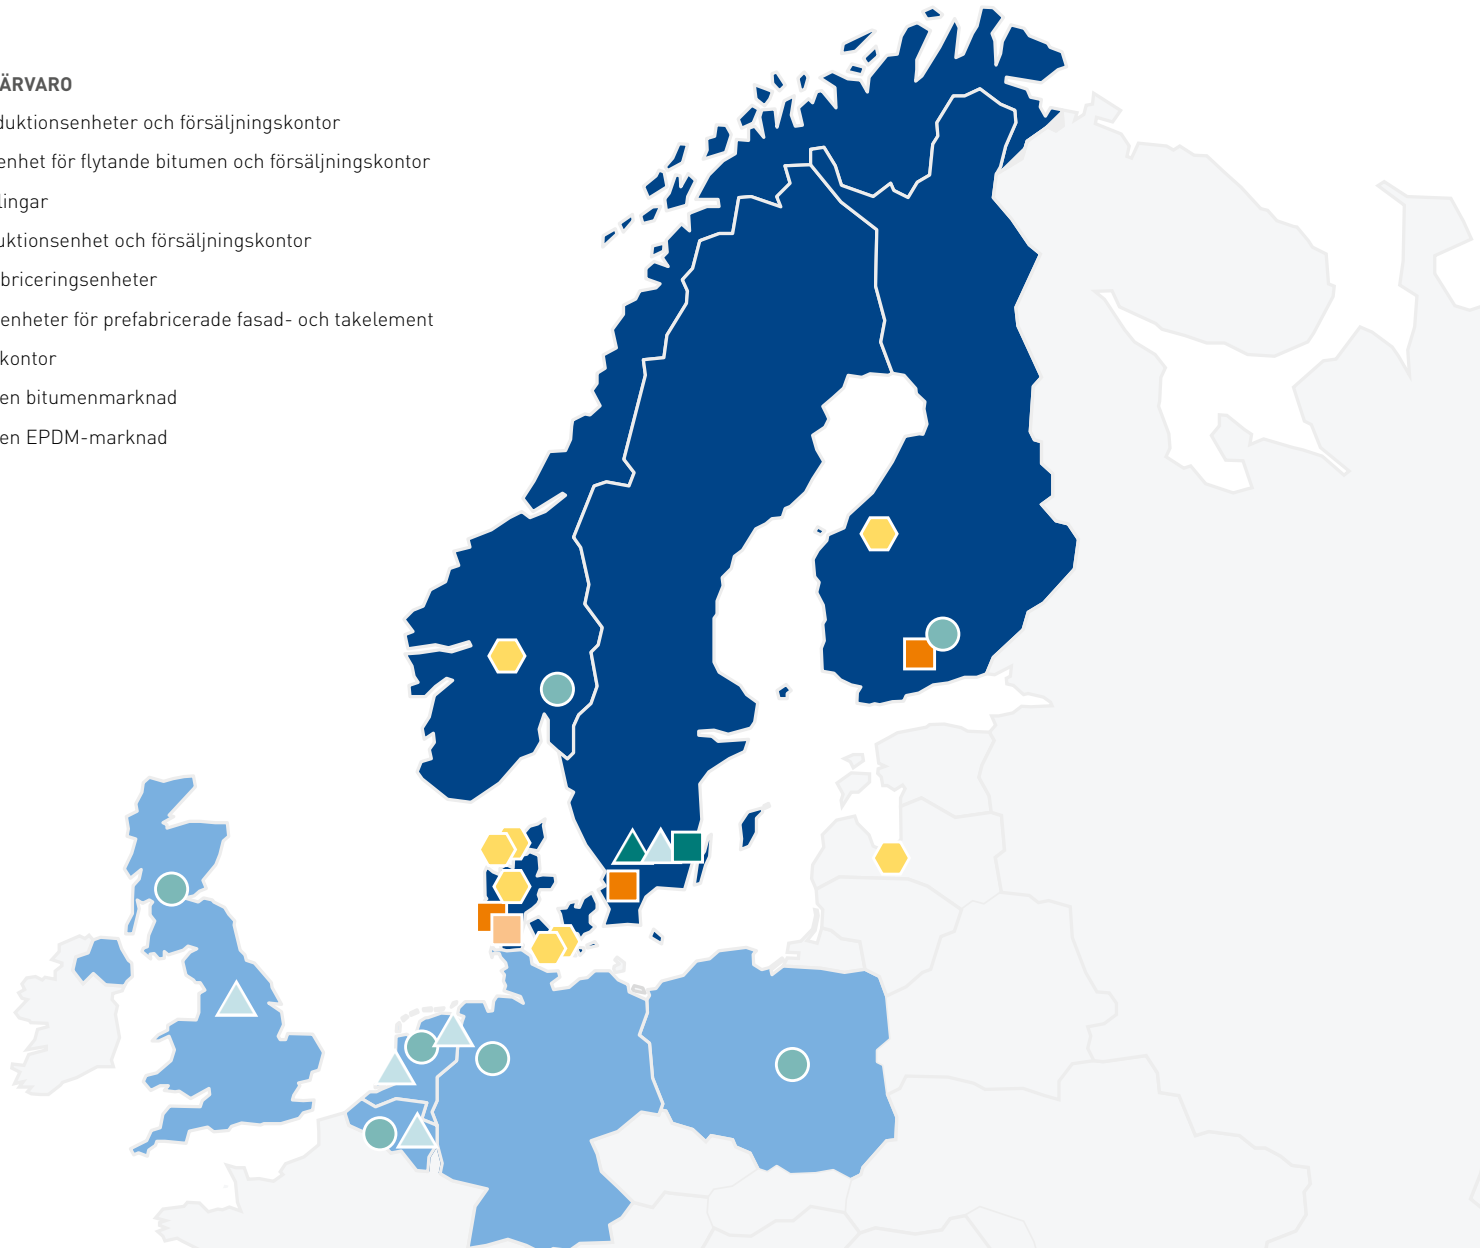 ÄRVARO
duktionsenheter och försäljningskontor
enhet för flytande bitumen och försäljningskontor
lingar
uktionsenhet och försäljningskontor
briceringsenheter
enheter för prefabricerade fasad- och takelement
kontor
en bitumenmarknad
en EPDM-marknad